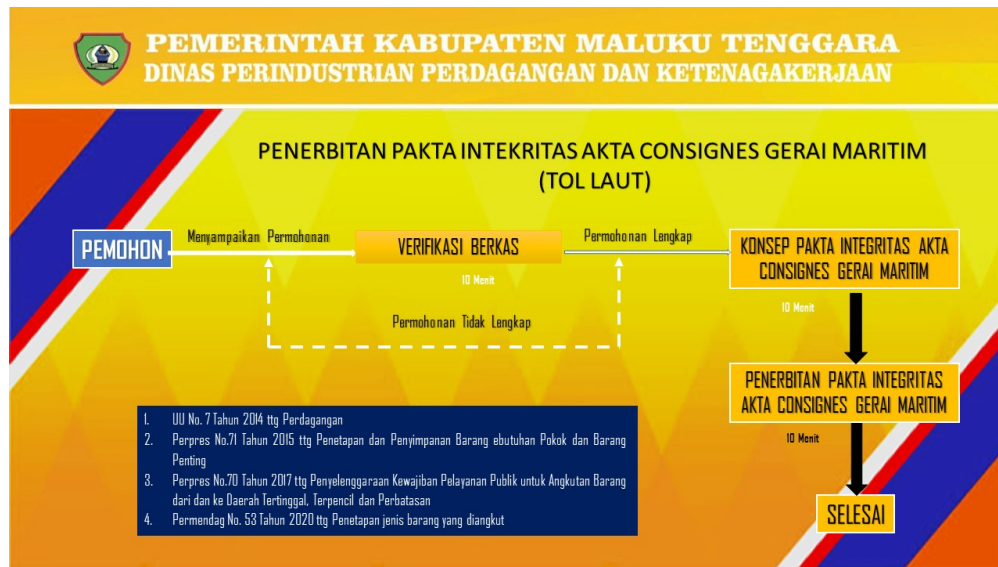 PEMERINTAH KABUPATEN MALUKU TENGGARA
DINAS PERINDUSTRIAN PERDAGANGAN DAN KETENAGAKERJAAN
PENERBITAN PAKTA INTEKRITAS AKTA CONSIGNES GERAI MARITIM
(TOL LAUT)
PEMOHON
Menyampaikan Permohonan
VERIFIKASI BERKAS
10 Menit
Permohonan Lengkap
KONSEP PAKTA INTEGRITAS AKTA
CONSIGNES GERAI MARITIM
10 Menit
Permohonan Tidak Lengkap
PENERBITAN PAKTA INTEGRITAS
AKTA CONSIGNES GERAI MARITIM
10 Menit
SELESAI
1. UU No. 7 Tahun 2014 ttg Perdagangan
2. Perpres No.71 Tahun 2015 ttg Penetapan dan Penyimpanan Barang ebutuhan Pokok dan Barang
Penting
3. Perpres No.70 Tahun 2017 ttg Penyelenggaraan Kewajiban Pelayanan Publik untuk Angkutan Barang
dari dan ke Daerah Tertinggal, Terpencil dan Perbatasan
4. Permendag No. 53 Tahun 2020 ttg Penetapan jenis barang yang diangkut